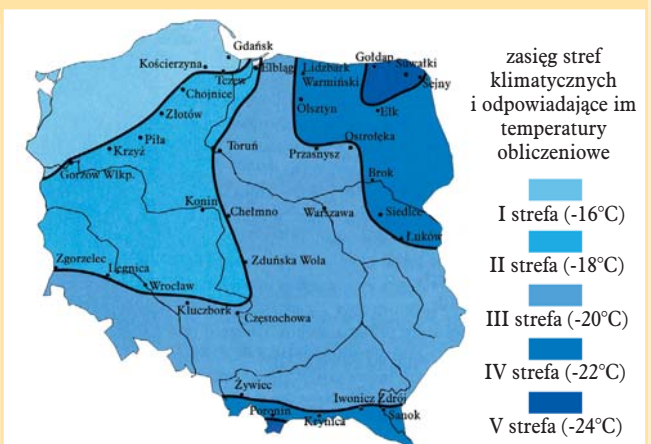 Gdańsk
Kościerzyna
Tczew
Elbląg
Lidzbark
Warmiński
Gołdap
Suwałki
Sejny
Chojnice
Olsztyn
Ełk
Złotów
Piła
Krzyż
Toruń
Przasnysz
Ostrołęka
Gorzów Wlkp.
Brok
Konin
Chełmno
Warszawa
Siedlce
Łuków
Zgorzelec
Legnica
Zduńska Wola
Wrocław
Kluczbork
Częstochowa
Żywiec
Iwonicz Zdrój
Poronin
Krynica
Sanok
zasięg stref
klimatycznych
i odpowiadające im
temperatury
obliczeniowe
I strefa (-16°C)
II strefa (-18°C)
III strefa (-20°C)
IV strefa (-22°C)
V strefa (-24°C)